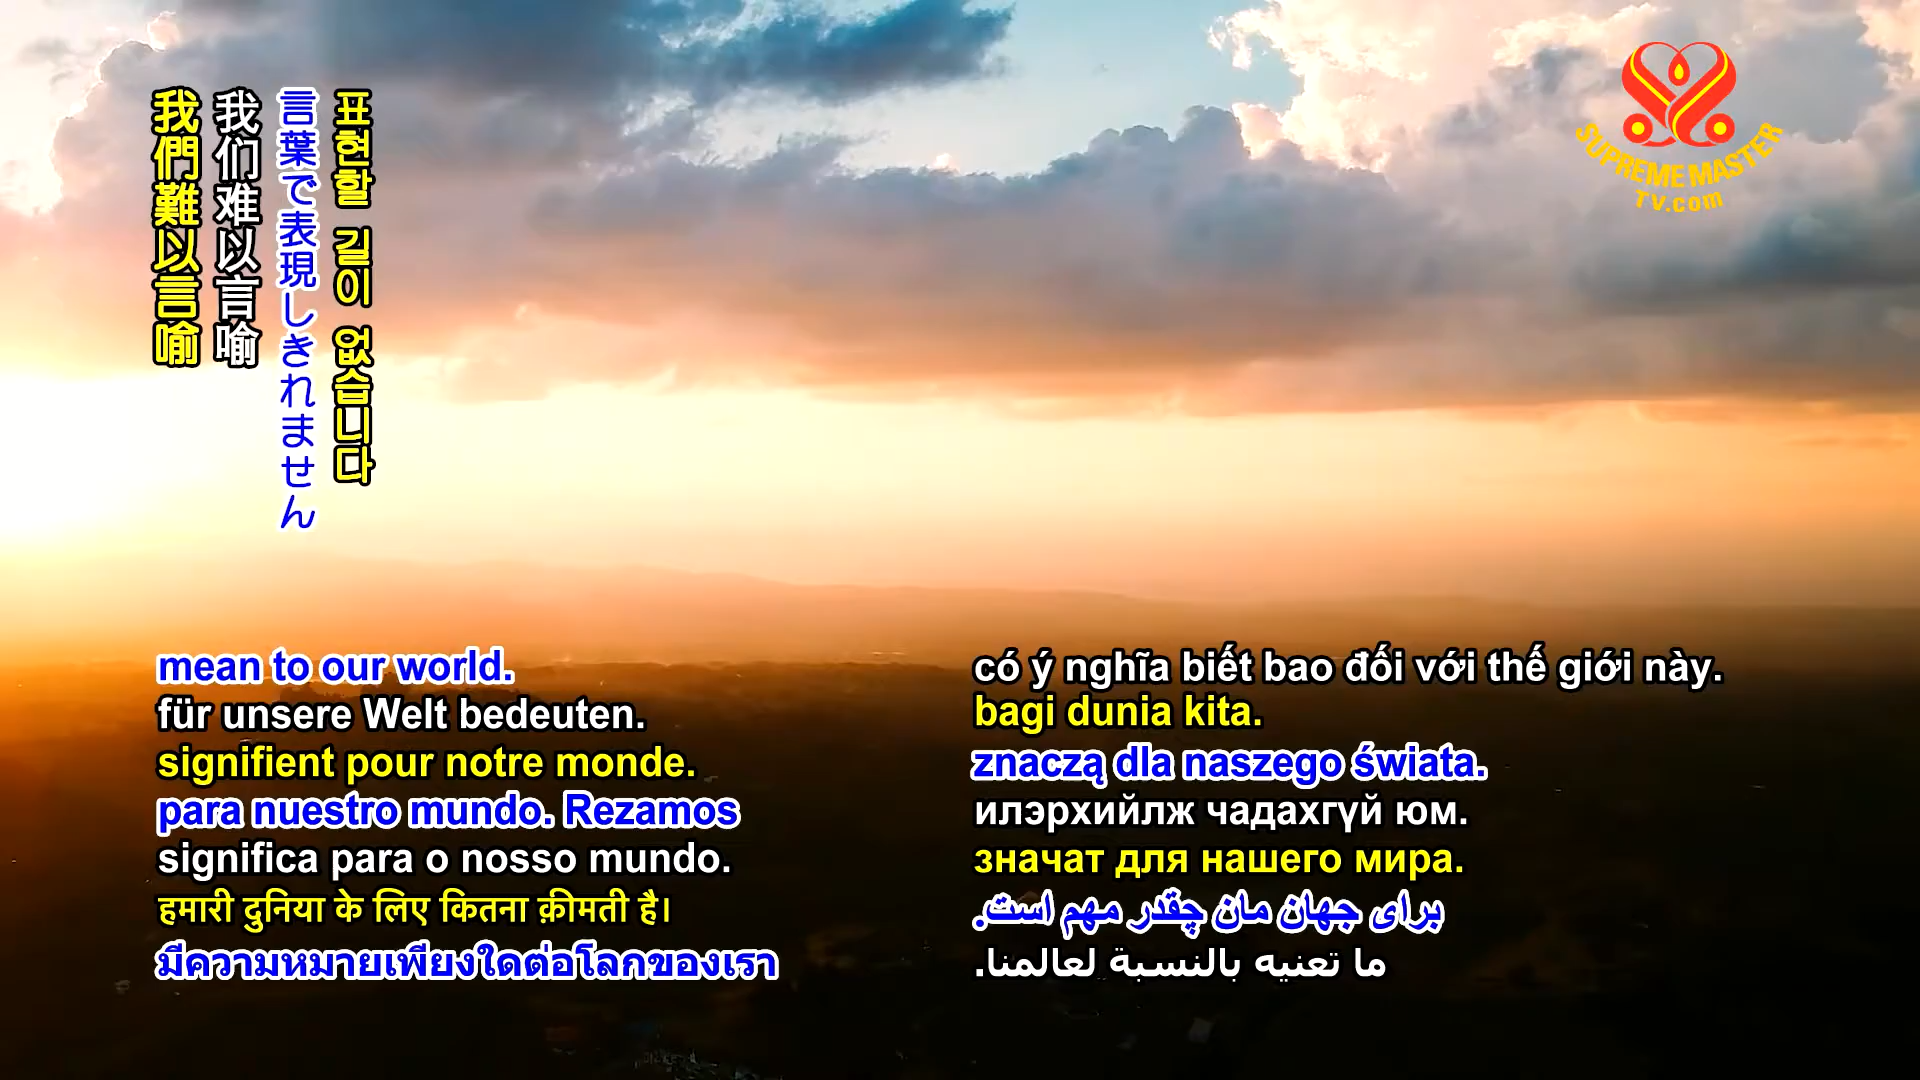 我們難以言喻
我们难以言喻
言葉で表現しきれません
표현할 길이 없습니다
SUPREME MASTER
TV.com
mean to our world.
für unsere Welt bedeuten.
signifient pour notre monde.
para nuestro mundo. Rezamos
significa para o nosso mundo.
हमारी दुनिया के लिए कितना क़ीमती है।
มีความหมายเพียงใดต่อโลกของเรา
có ý nghĩa biết bao đối với thế giới này.
bagi dunia kita.
znaczą dla naszego świata.
илэрхийлж чадахгүй юм.
значат для нашего мира.
برای جهان مان چقدر مهم است.
ما تعنيه بالنسبة لعالمنا.